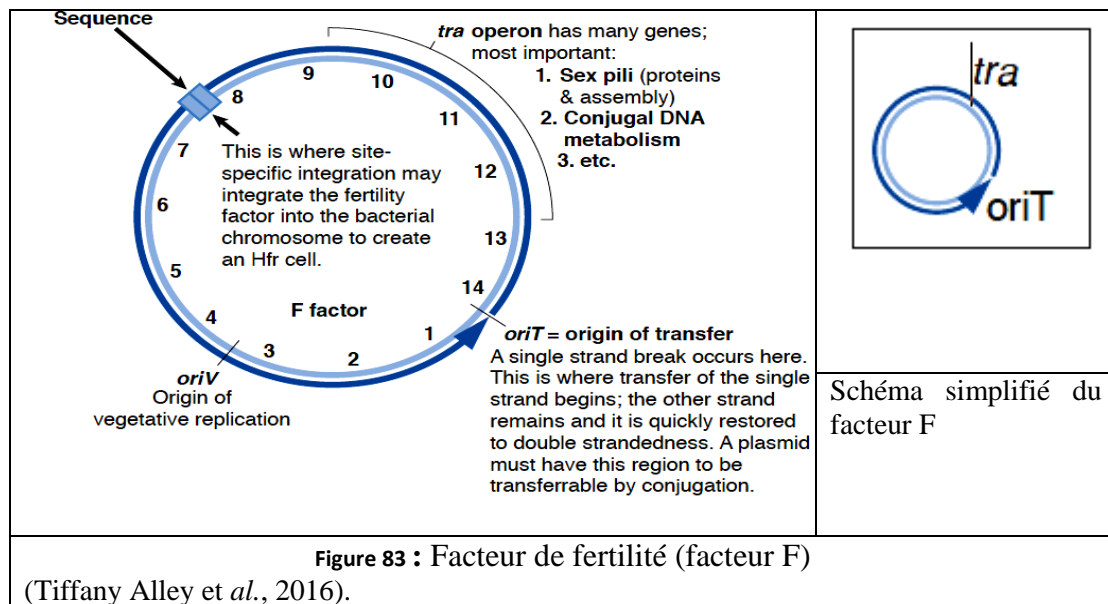 Sequence
tra operon has many genes;
most important:
1. Sex pili (proteins
& assembly)
2. Conjugal DNA
metabolism
3. etc.
9
10
8
11
7
12
6
13
5
14
4
3
2
1
This is where site-
specific integration may
integrate the fertility
factor into the bacterial
chromosome to create
an Hfr cell.
F factor
oriV
Origin of
vegetative replication
oriT = origin of transfer
A single strand break occurs here.
This is where transfer of the single
strand begins; the other strand
remains and it is quickly restored
to double strandedness. A plasmid
must have this region to be
transferrable by conjugation.
tra
oriT
Schéma simplifié du
facteur F
Figure 83 : Facteur de fertilité (facteur F)
(Tiffany Alley et al., 2016).